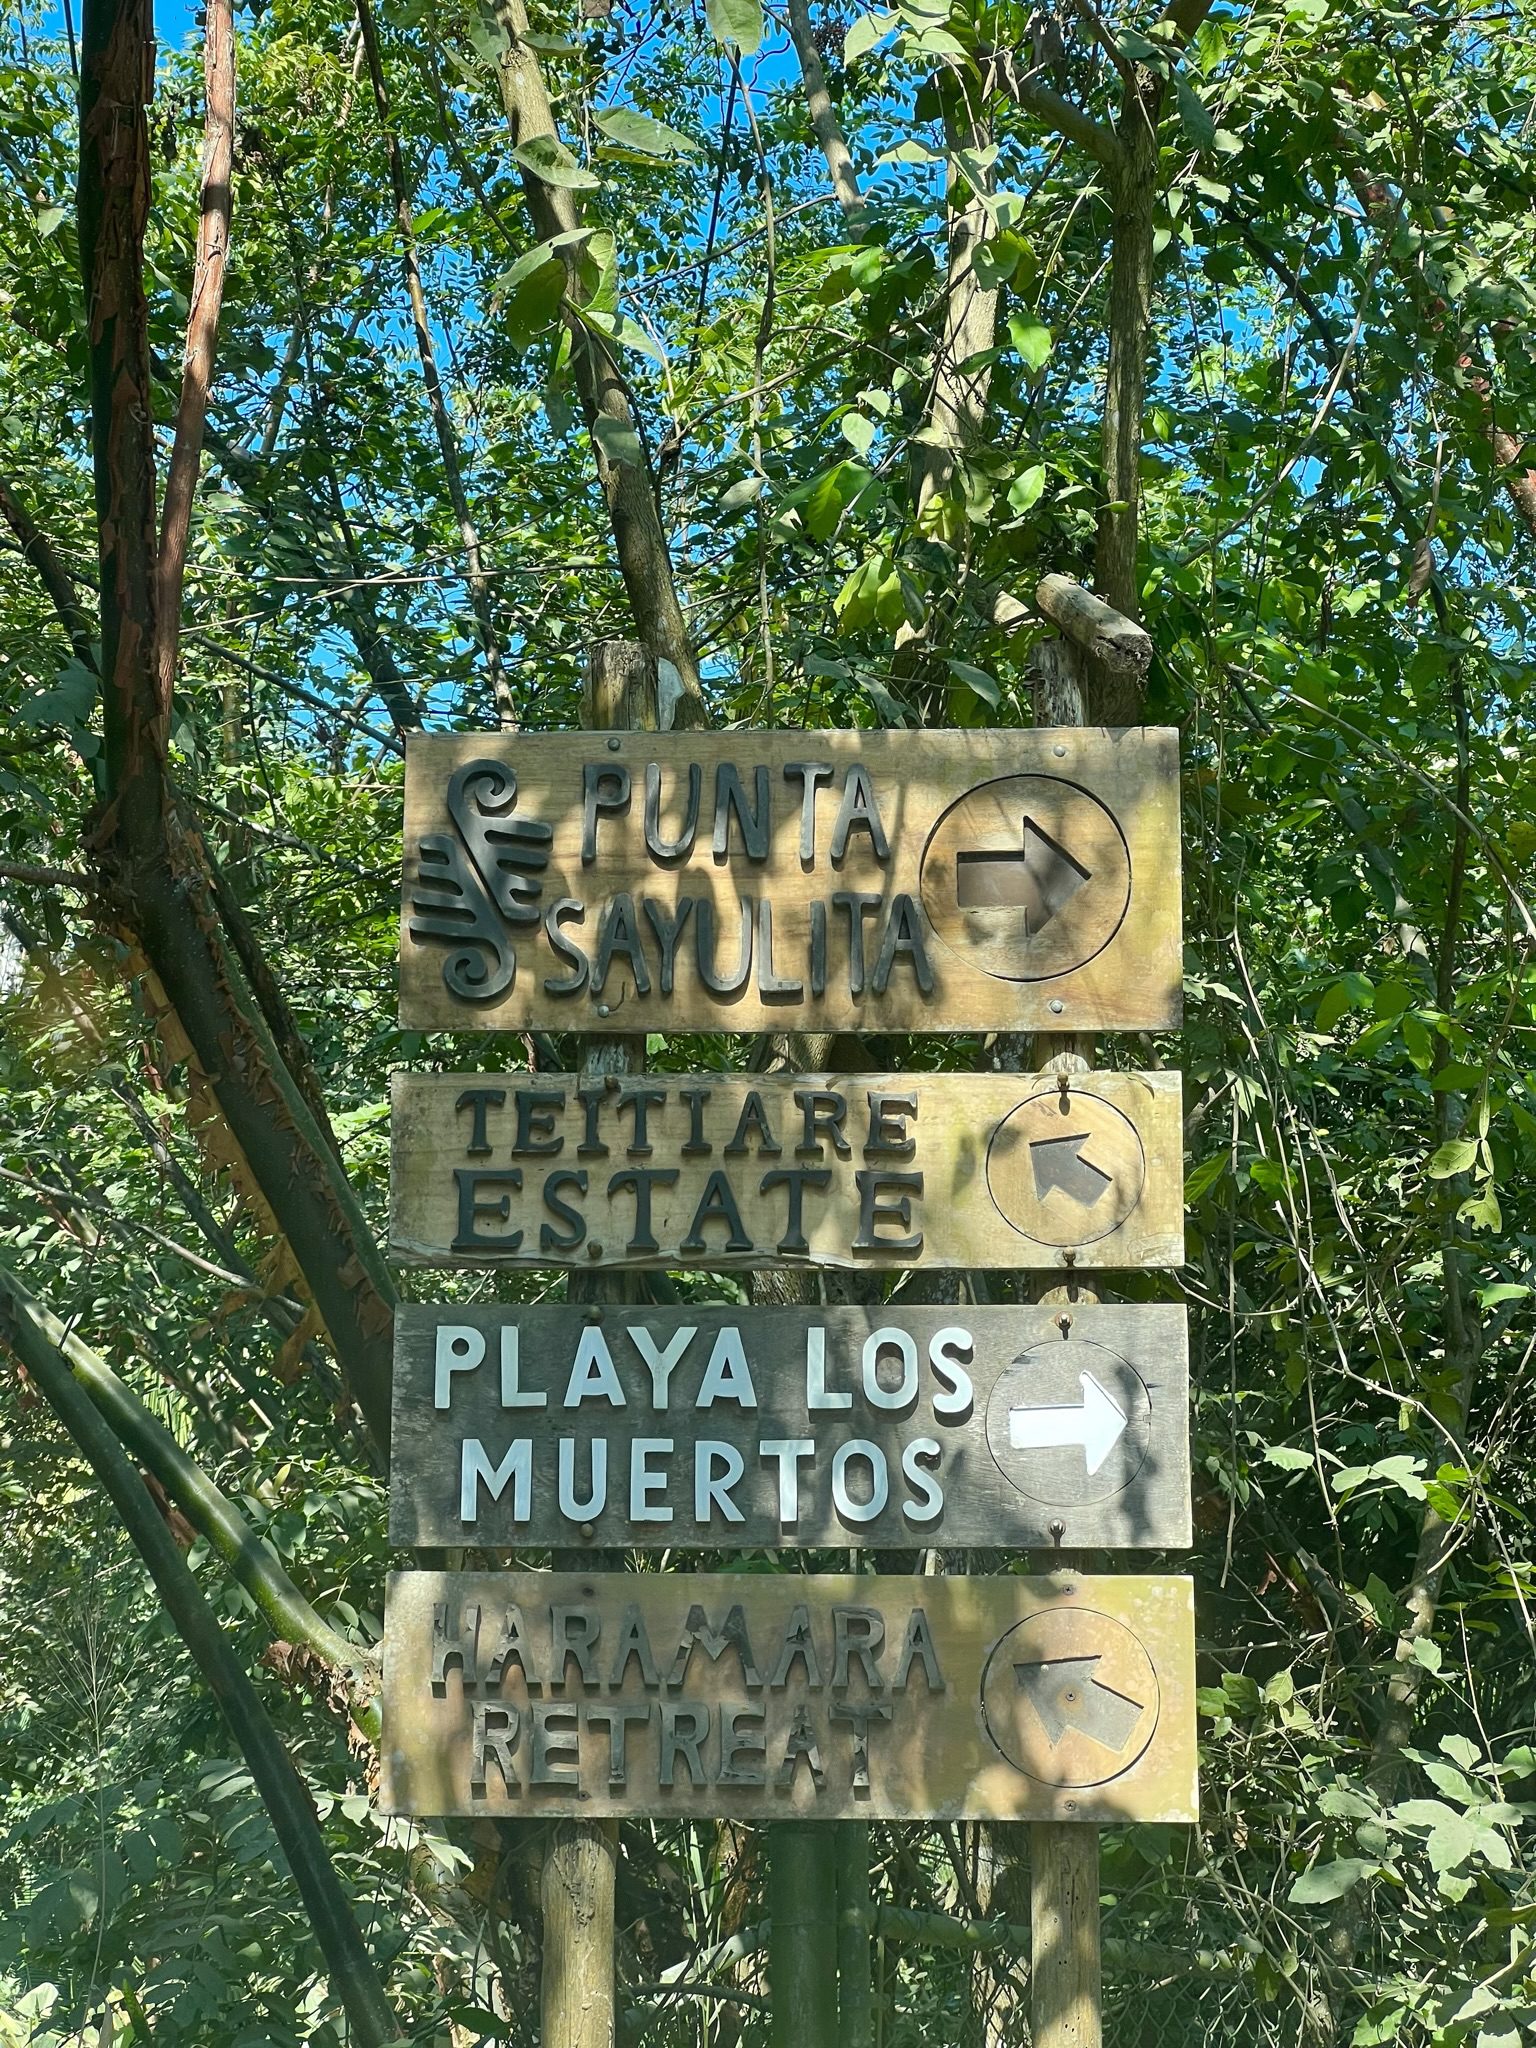 PUNTA
SAYULITA
TEITIARE
ESTATE
PLAYA LOS
MUERTOS
HARAMARA
RETREAT